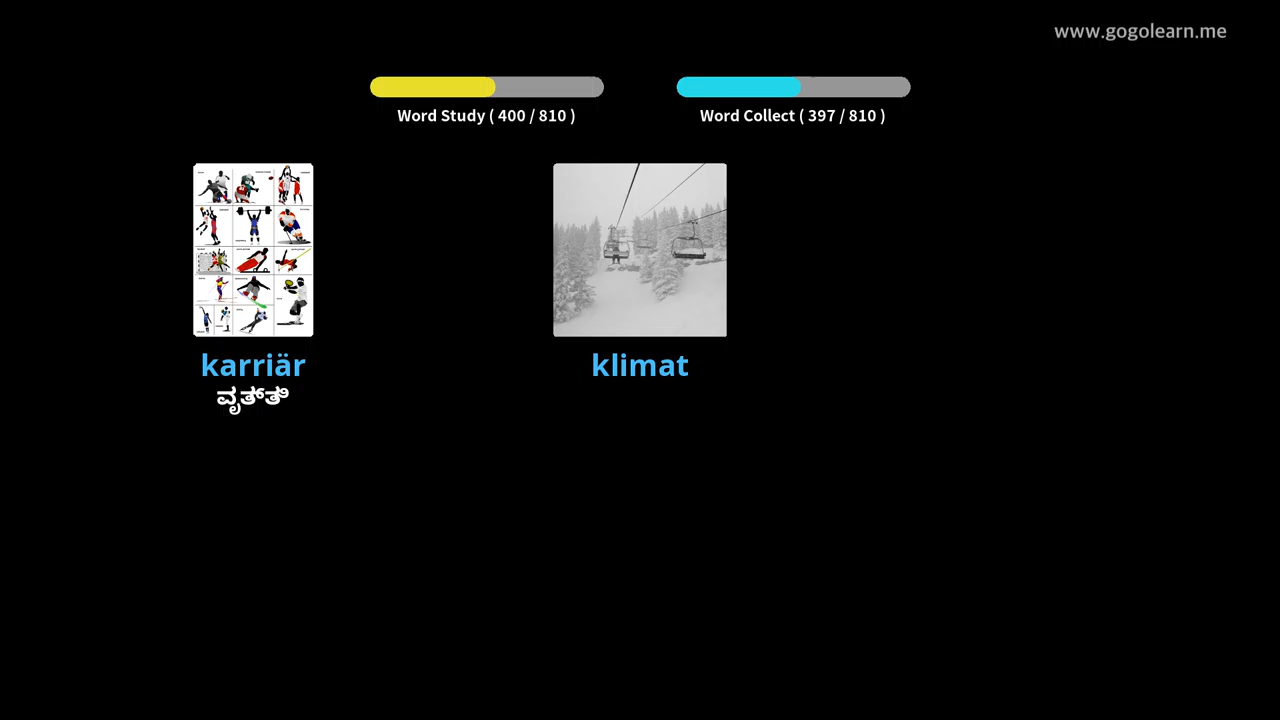 www.gogolearn.me
Word Study ( 400 / 810 )
Word Collect ( 397 / 810 )
karriär
ವೃತ್ತಿ
klimat